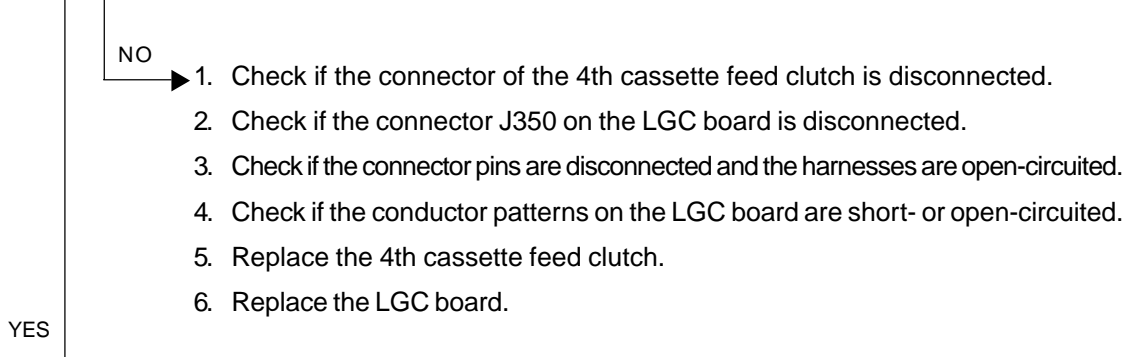 NO
1. Check if the connector of the 4th cassette feed clutch is disconnected.
2. Check if the connector J350 on the LGC board is disconnected.
3. Check if the connector pins are disconnected and the harnesses are open-circuited.
4. Check if the conductor patterns on the LGC board are short- or open-circuited.
5. Replace the 4th cassette feed clutch.
6. Replace the LGC board.
YES